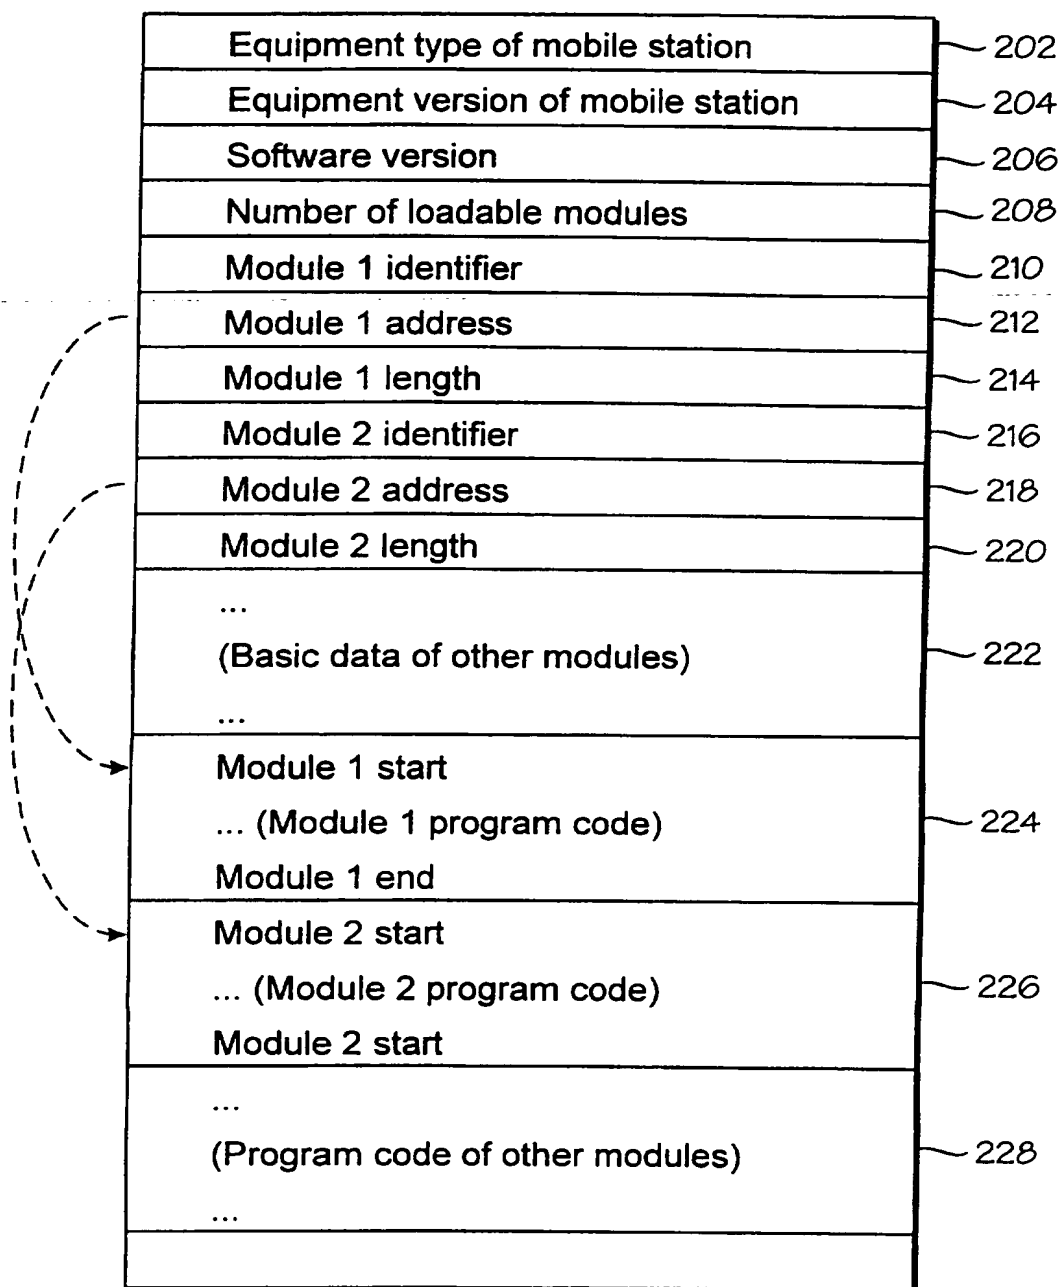 Equipment type of mobile station 202
Equipment version of mobile station 204
Software version 206
Number of loadable modules 208
Module 1 identifier 210
Module 1 address 212
Module 1 length 214
Module 2 identifier 216
Module 2 address 218
Module 2 length 220
...
(Basic data of other modules) 222
...
Module 1 start
... (Module 1 program code) 224
Module 1 end
Module 2 start
... (Module 2 program code) 226
Module 2 start
...
(Program code of other modules) 228
...